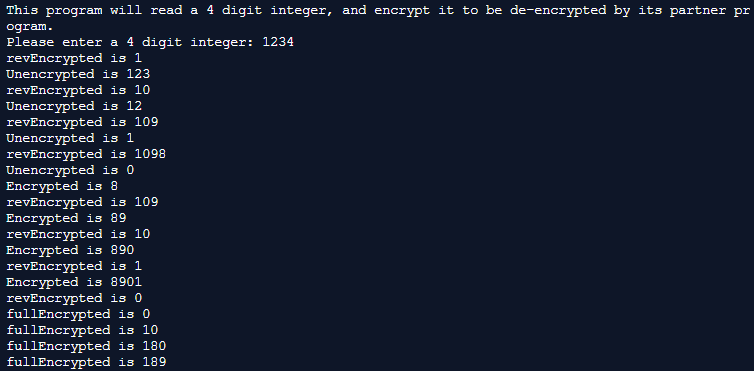 This program will read a 4 digit integer, and encrypt it to be de-encrypted by its partner pr
ogram.
Please enter a 4 digit integer: 1234
revEncrypted is 1
Unencrypted is 123
revEncrypted is 10
Unencrypted is 12
revEncrypted is 109
Unencrypted is 1
revEncrypted is 1098
Unencrypted is 0
Encrypted is 8
revEncrypted is 109
Encrypted is 89
revEncrypted is 10
Encrypted is 890
revEncrypted is 1
Encrypted is 8901
revEncrypted is 0
fullEncrypted is 0
fullEncrypted is 10
fullEncrypted is 180
fullEncrypted is 189